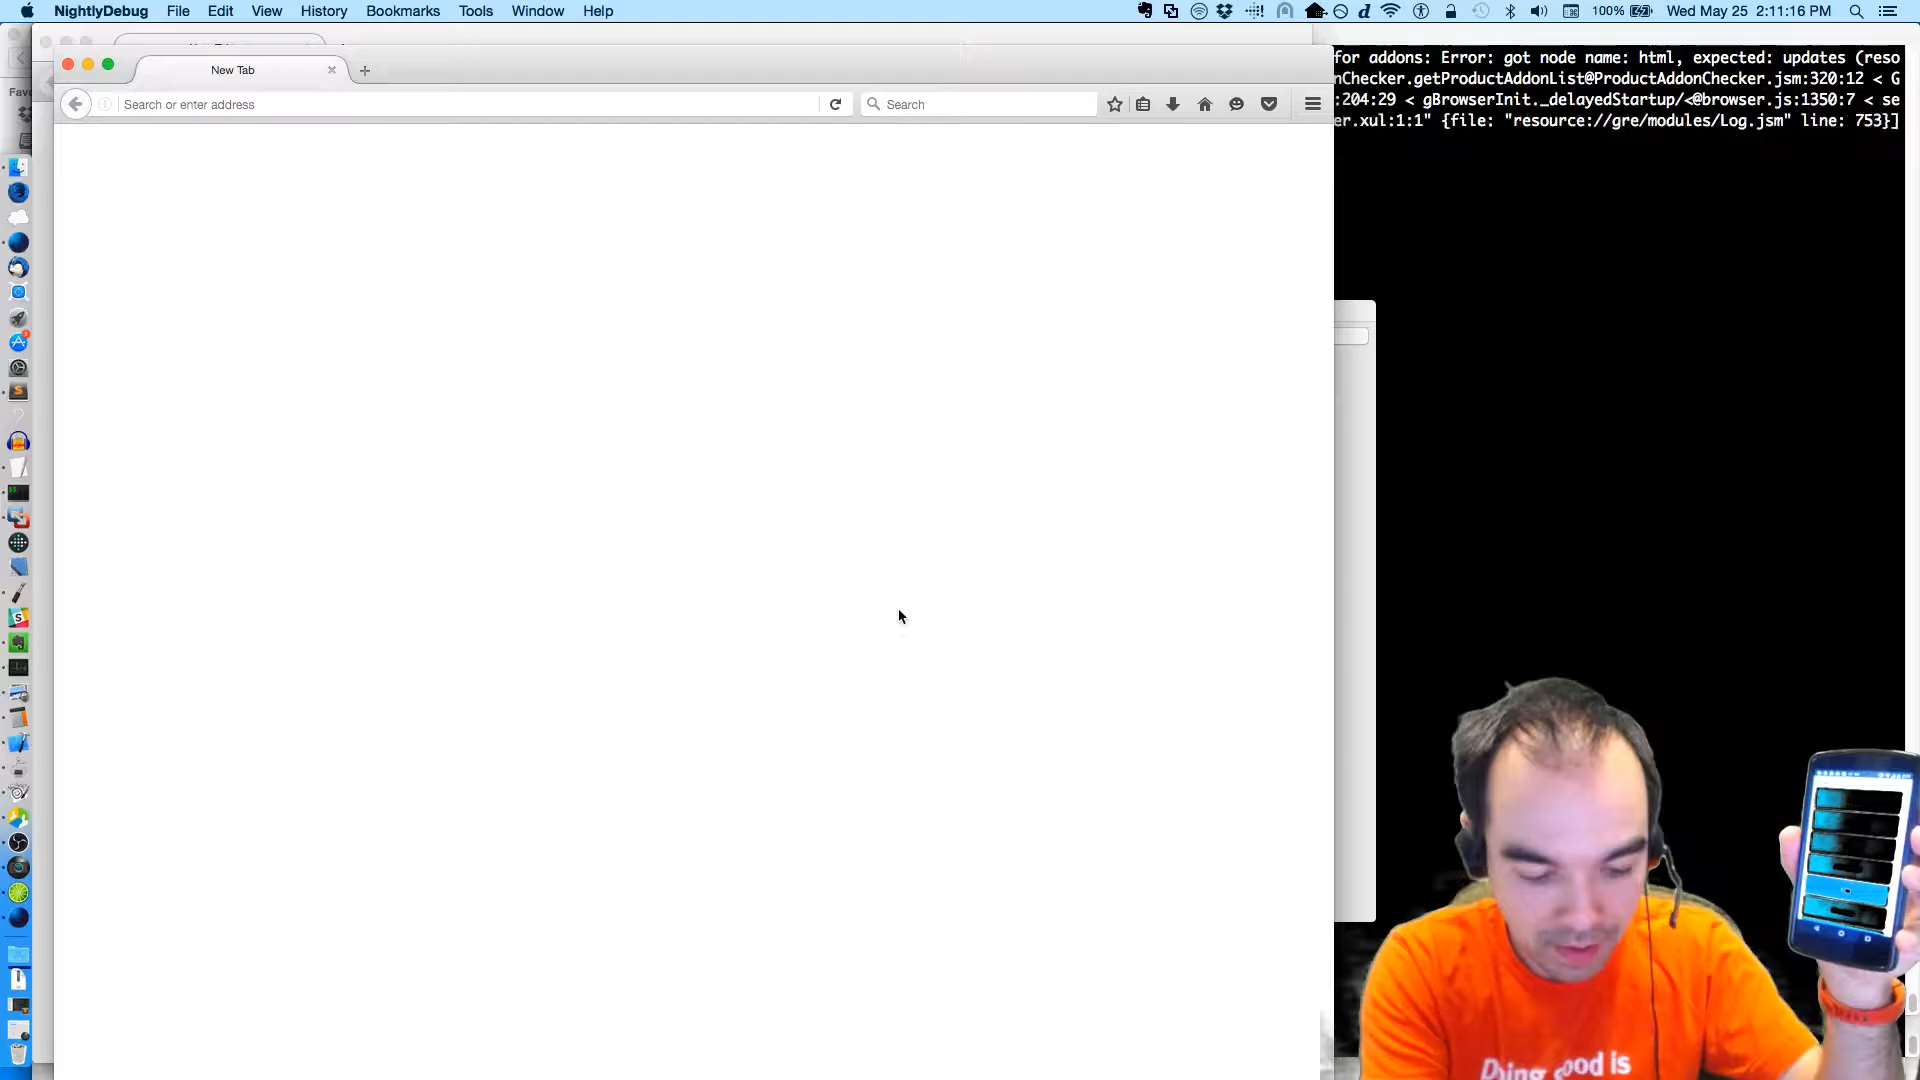 NightlyDebug File Edit View History Bookmarks Tools Window Help
100% Wed May 25 2:11:16 PM
New Tab
Search or enter address
Search
for addons: Error: got node name: html, expected: updates (reso
nChecker.getProductAddonList@ProductAddonChecker.jsm:320:12 < G
:204:29 < gBrowserInit._delayedStartup/<@browser.js:1350:7 < se
er.xul:1:1" {file: "resource://gre/modules/Log.jsm" line: 753}]
Favo
Doing good is